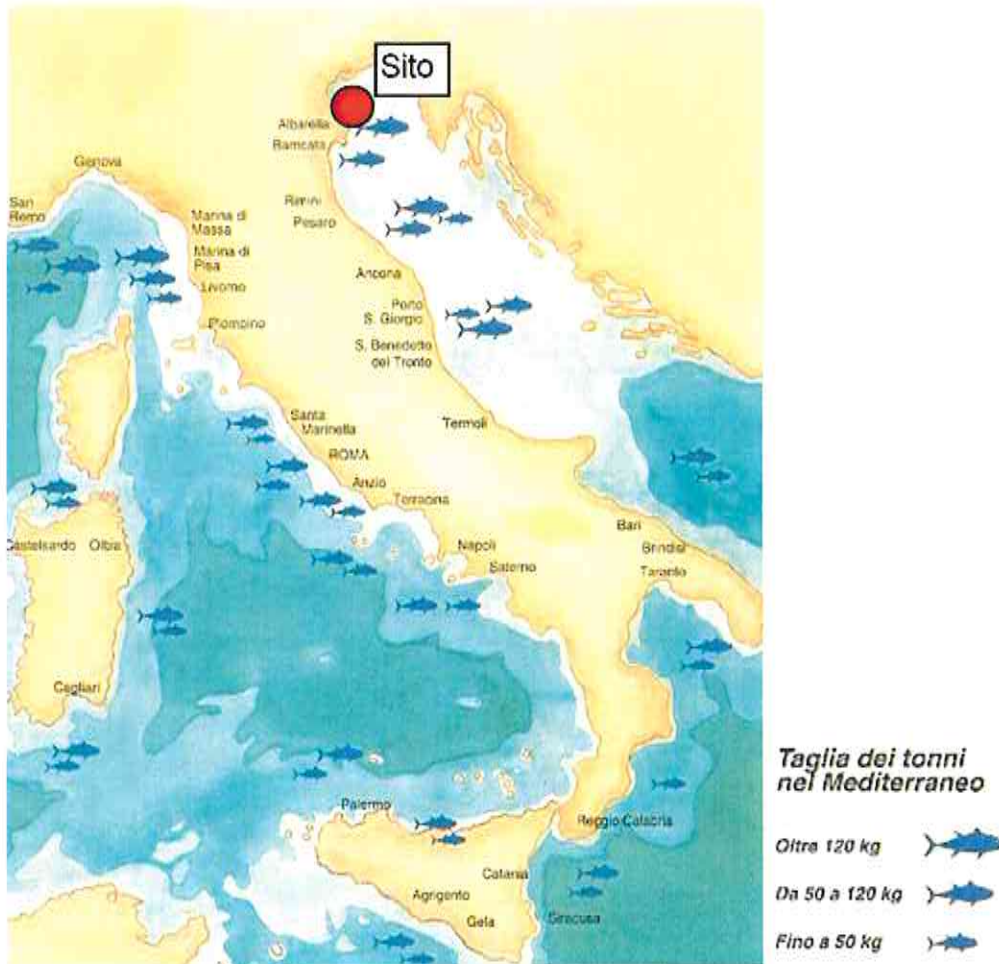 Sito
Albarella
Barricata
Genova
San
Remo
Marina di
Massa
Rimini
Pesaro
Marina di
Pisa
Livorno
Ancona
Piombino
Porto
S. Giorgio
S. Benedetto
del Tronto
Santa
Marinella
Termoli
ROMA
Anzio
Terracina
Castelsardo
Olbia
Napoli
Salerno
Bari
Brindisi
Taranto
Cagliari
Palermo
Reggio Calabria
Catania
Agrigento
Gela
Siracusa
Taglia dei tonni
nel Mediterraneo
Oltre 120 kg
Da 50 a 120 kg
Fino a 50 kg